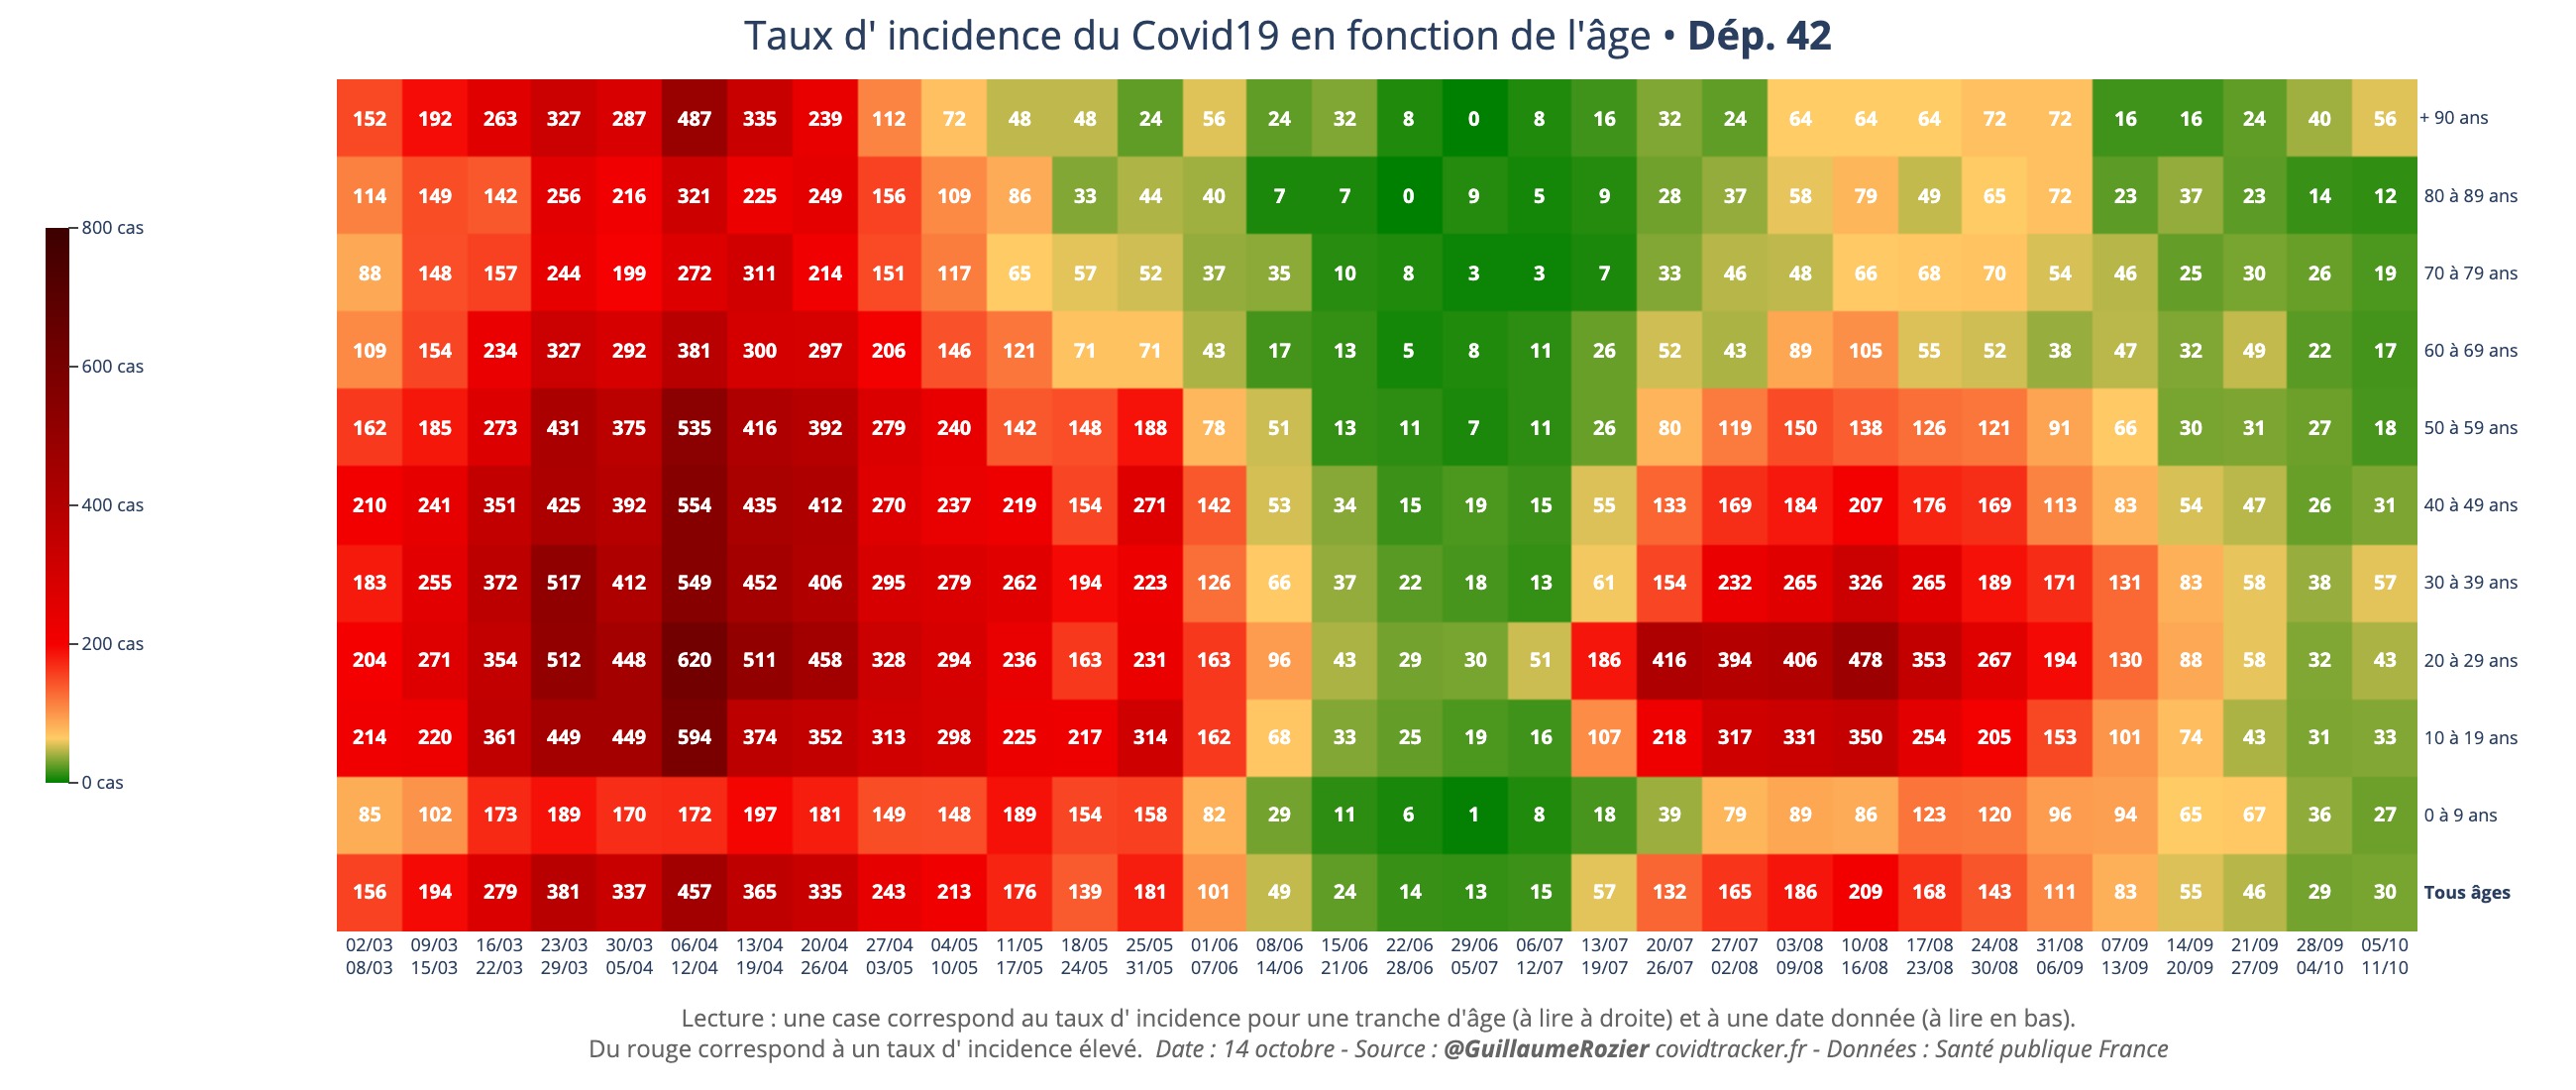 Taux d' incidence du Covid19 en fonction de l'âge • Dép. 42
800 cas
600 cas
400 cas
200 cas
0 cas
152 192 263 327 287 487 335 239 112 72 48 48 24 56 24 32 8 0 8 16 32 24 64 64 64 72 72 16 16 24 40 56 + 90 ans
114 149 142 256 216 321 225 249 156 109 86 33 44 40 7 7 0 9 5 9 28 37 58 79 49 65 72 23 37 23 14 12 80 à 89 ans
88 148 157 244 199 272 311 214 151 117 65 57 52 37 35 10 8 3 3 7 33 46 48 66 68 70 54 46 25 30 26 19 70 à 79 ans
109 154 234 327 292 381 300 297 206 146 121 71 71 43 17 13 5 8 11 26 52 43 89 105 55 52 38 47 32 49 22 17 60 à 69 ans
162 185 273 431 375 535 416 392 279 240 142 148 188 78 51 13 11 7 11 26 80 119 150 138 126 121 91 66 30 31 27 18 50 à 59 ans
210 241 351 425 392 554 435 412 270 237 219 154 271 142 53 34 15 19 15 55 133 169 184 207 176 169 113 83 54 47 26 31 40 à 49 ans
183 255 372 517 412 549 452 406 295 279 262 194 223 126 66 37 22 18 13 61 154 232 265 326 265 189 171 131 83 58 38 57 30 à 39 ans
204 271 354 512 448 620 511 458 328 294 236 163 231 163 96 43 29 30 51 186 416 394 406 478 353 267 194 130 88 58 32 43 20 à 29 ans
214 220 361 449 449 594 374 352 313 298 225 217 314 162 68 33 25 19 16 107 218 317 331 350 254 205 153 101 74 43 31 33 10 à 19 ans
85 102 173 189 170 172 197 181 149 148 189 154 158 82 29 11 6 1 8 18 39 79 89 86 123 120 96 94 65 67 36 27 0 à 9 ans
156 194 279 381 337 457 365 335 243 213 176 139 181 101 49 24 14 13 15 57 132 165 186 209 168 143 111 83 55 46 29 30 Tous âges
02/03 09/03 16/03 23/03 30/03 06/04 13/04 20/04 27/04 04/05 11/05 18/05 25/05 01/06 08/06 15/06 22/06 29/06 06/07 13/07 20/07 27/07 03/08 10/08 17/08 24/08 31/08 07/09 14/09 21/09 28/09 05/10
08/03 15/03 22/03 29/03 05/04 12/04 19/04 26/04 03/05 10/05 17/05 24/05 31/05 07/06 14/06 21/06 28/06 05/07 12/07 19/07 26/07 02/08 09/08 16/08 23/08 30/08 06/09 13/09 20/09 27/09 04/10 11/10
Lecture : une case correspond au taux d' incidence pour une tranche d'âge (à lire à droite) et à une date donnée (à lire en bas).
Du rouge correspond à un taux d' incidence élevé. Date : 14 octobre - Source : @GuillaumeRozier covidtracker.fr - Données : Santé publique France